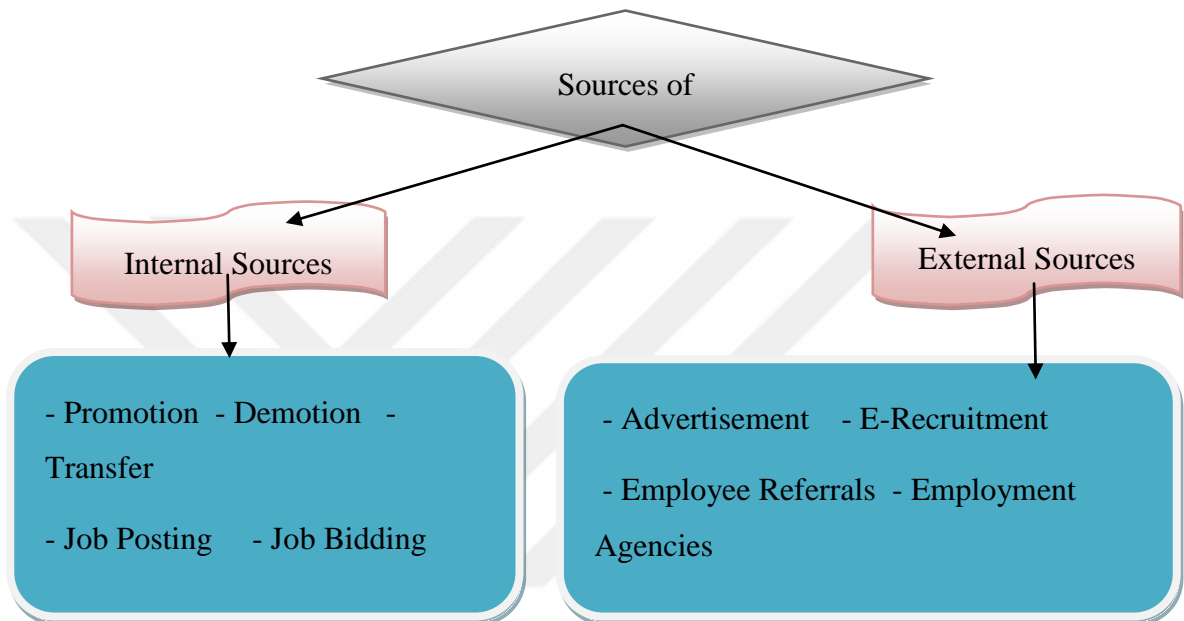 Sources of
Internal Sources
External Sources
- Promotion - Demotion -
Transfer
- Job Posting - Job Bidding
- Advertisement - E-Recruitment
- Employee Referrals - Employment
Agencies